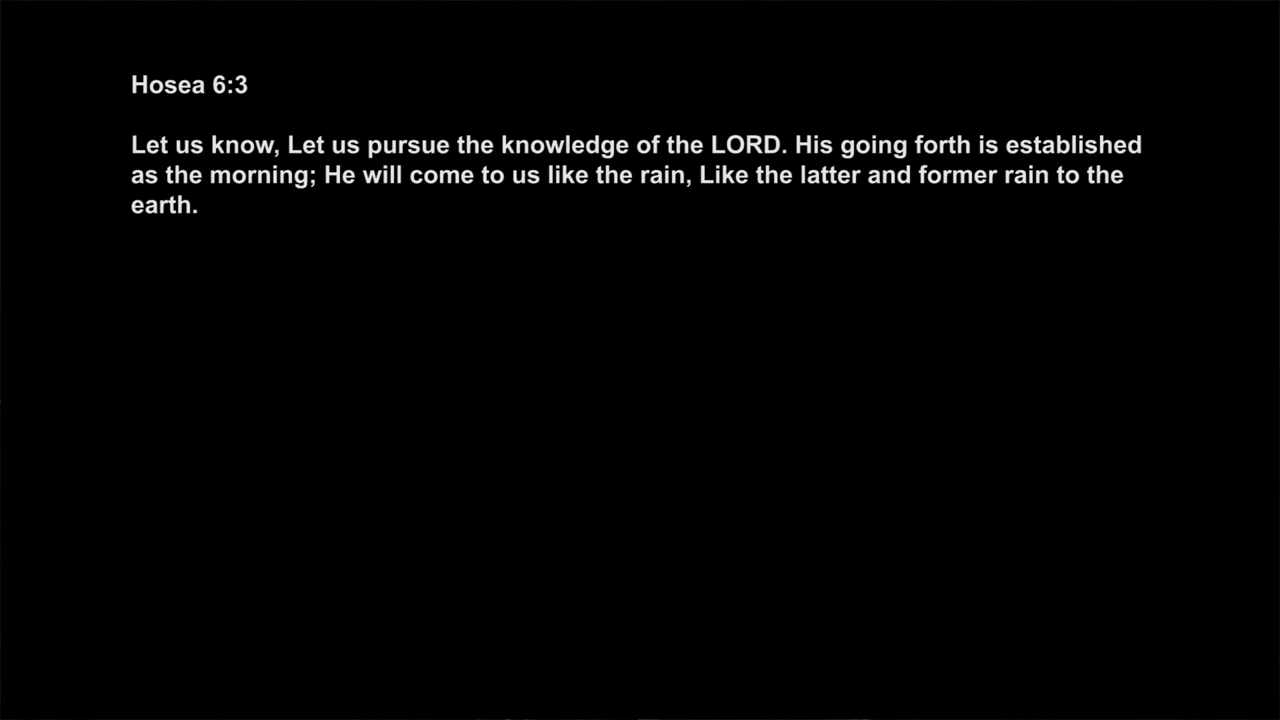 Hosea 6:3
Let us know, Let us pursue the knowledge of the LORD. His going forth is established
as the morning; He will come to us like the rain, Like the latter and former rain to the
earth.